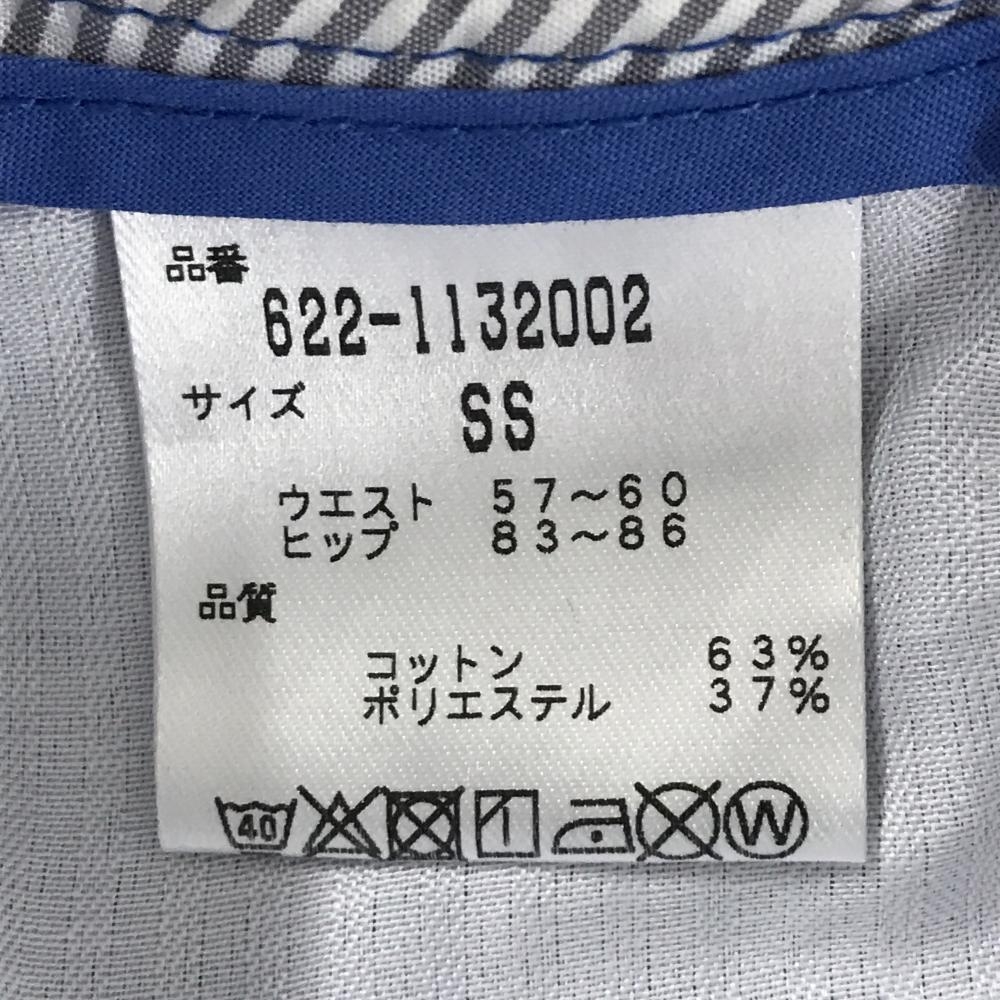 品番
622-1132002
サイズ SS
ウエスト 57～60
ヒップ 83～86
品質
コットン 63%
ポリエステル 37%
40 W